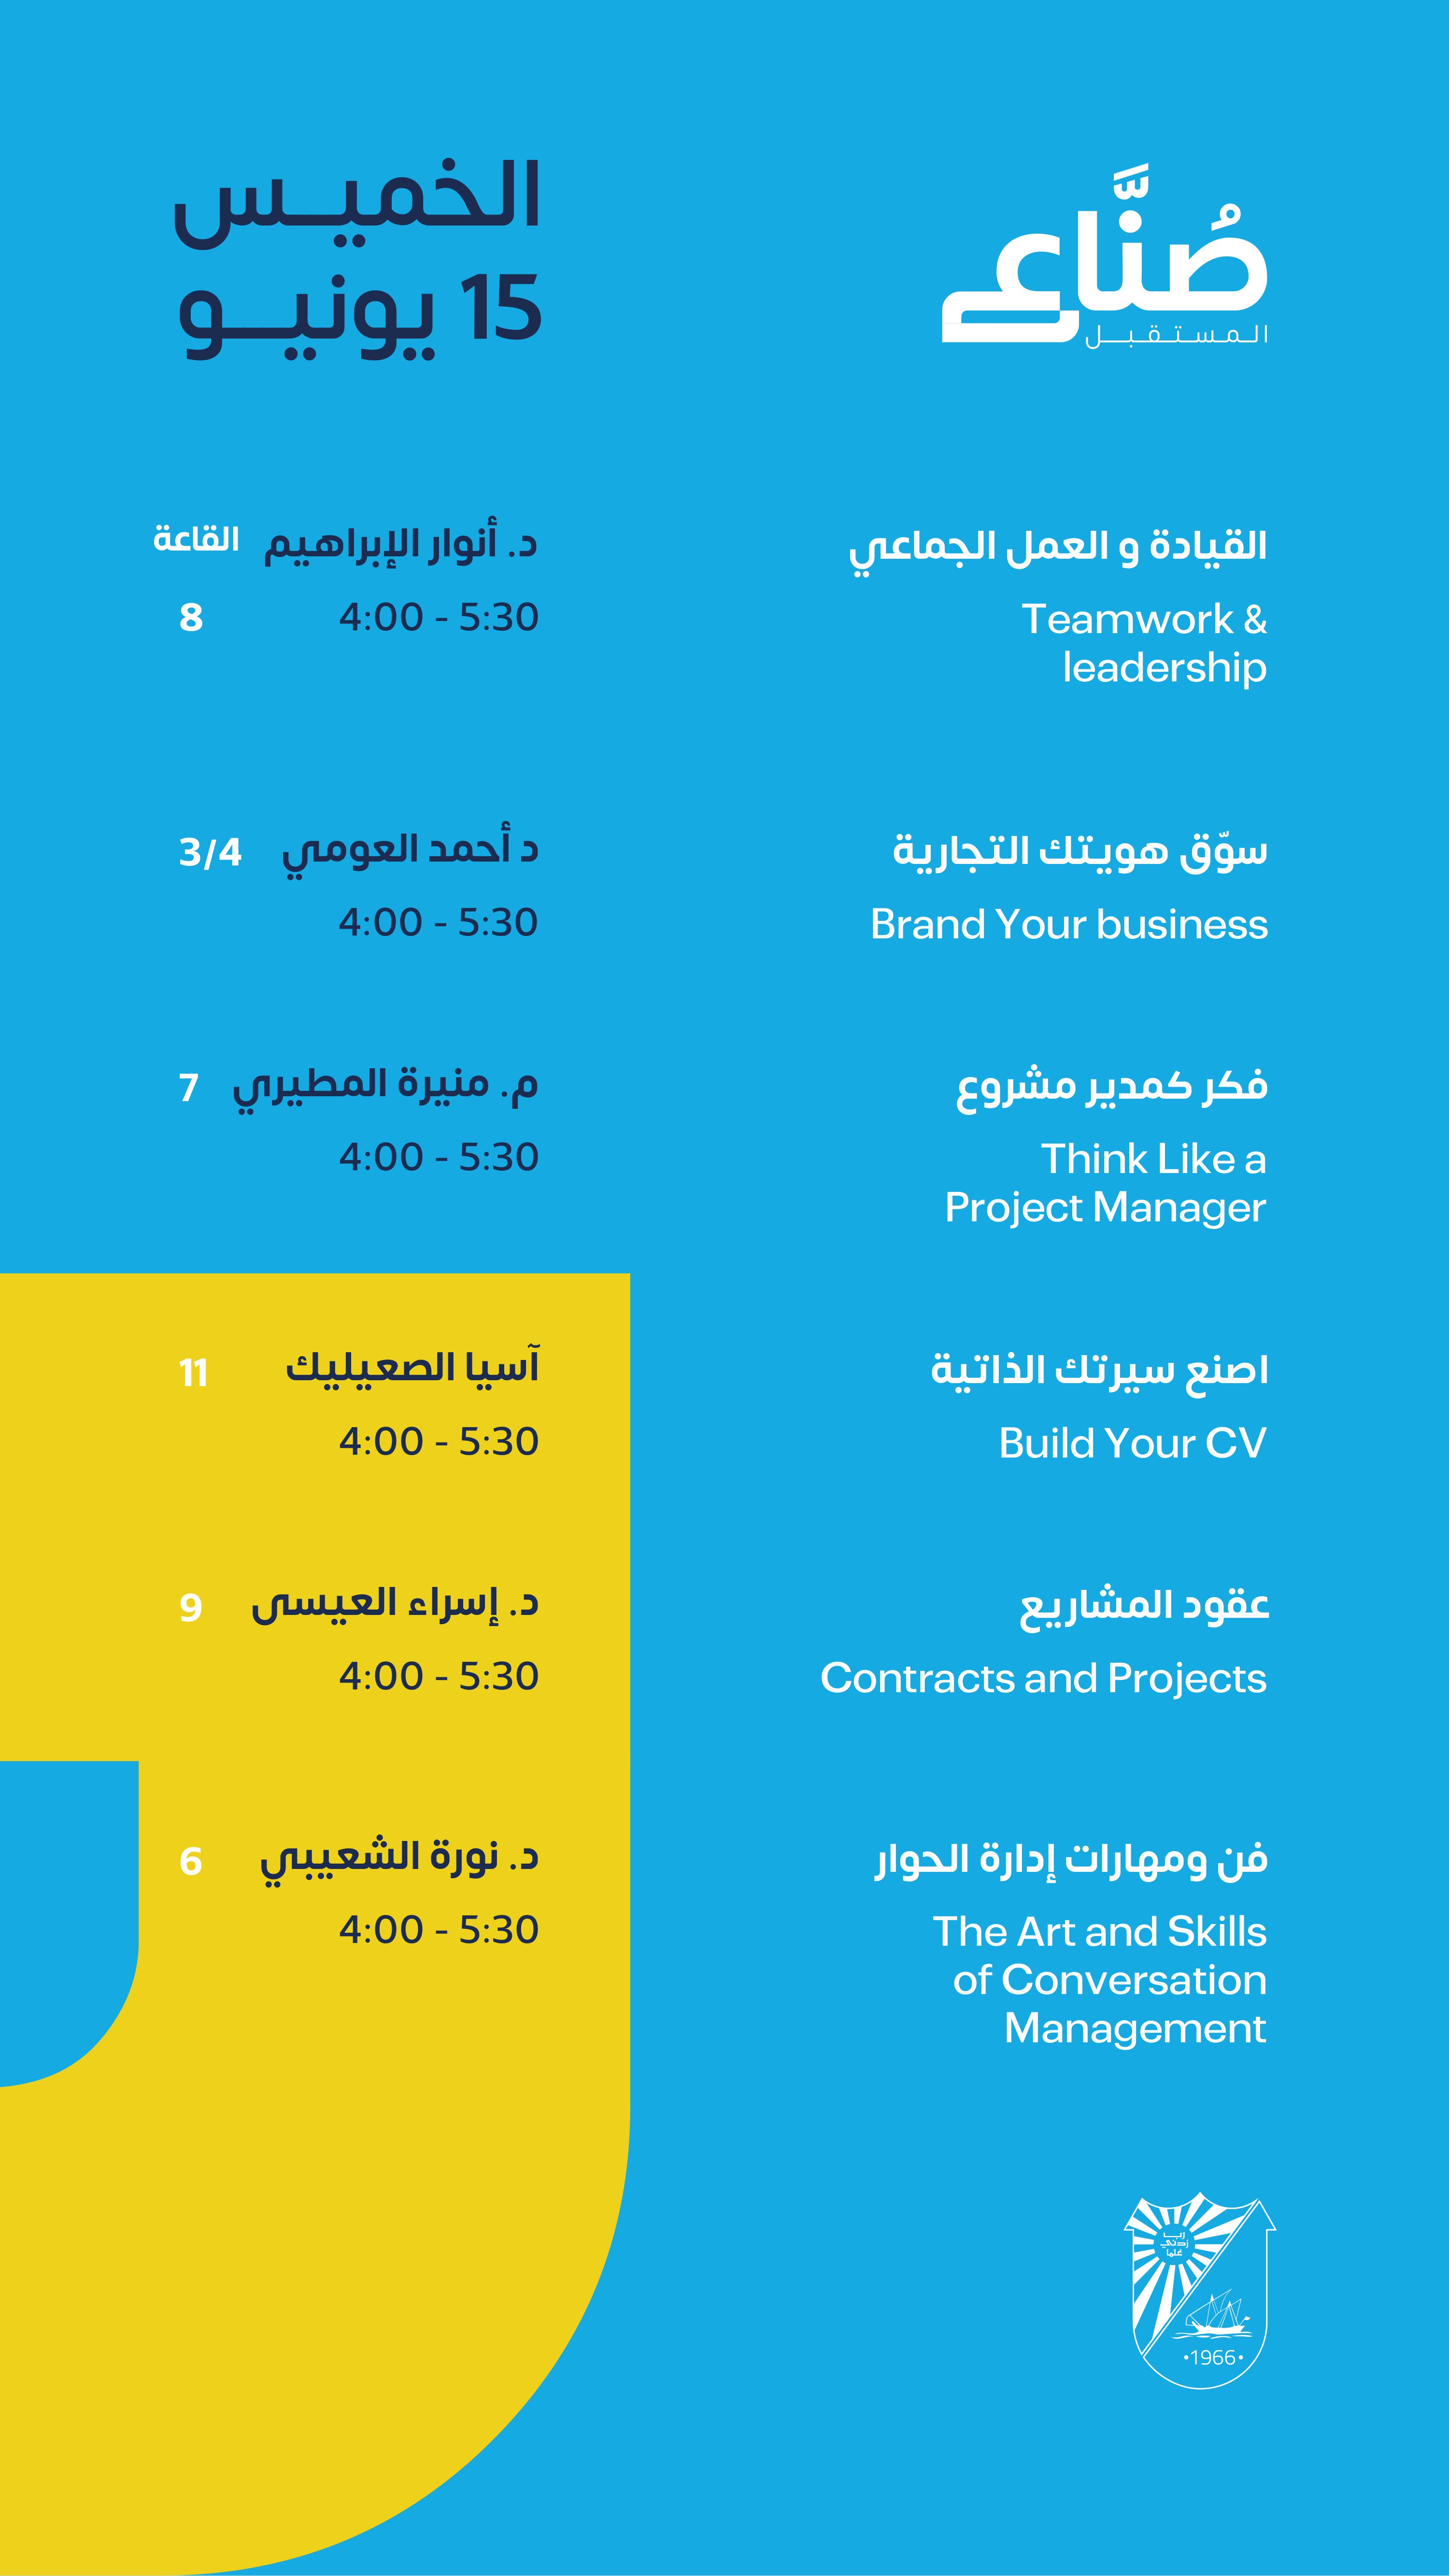 صُنَّاع
المستقبل
الخميس
15 يونيو
القيادة و العمل الجماعي
Teamwork &
leadership
د. أنوار الإبراهيم
4:00 - 5:30
القاعة
8
سوّق هويتك التجارية
Brand Your business
د أحمد العومي
4:00 - 5:30
3/4
فكر كمدير مشروع
Think Like a
Project Manager
م. منيرة المطيري
4:00 - 5:30
7
اصنع سيرتك الذاتية
Build Your CV
آسيا الصعيليك
4:00 - 5:30
11
عقود المشاريع
Contracts and Projects
د. إسراء العيسى
4:00 - 5:30
9
فن ومهارات إدارة الحوار
The Art and Skills
of Conversation
Management
د. نورة الشعيبي
4:00 - 5:30
6
ربـــا
زدني
علما
•1966•